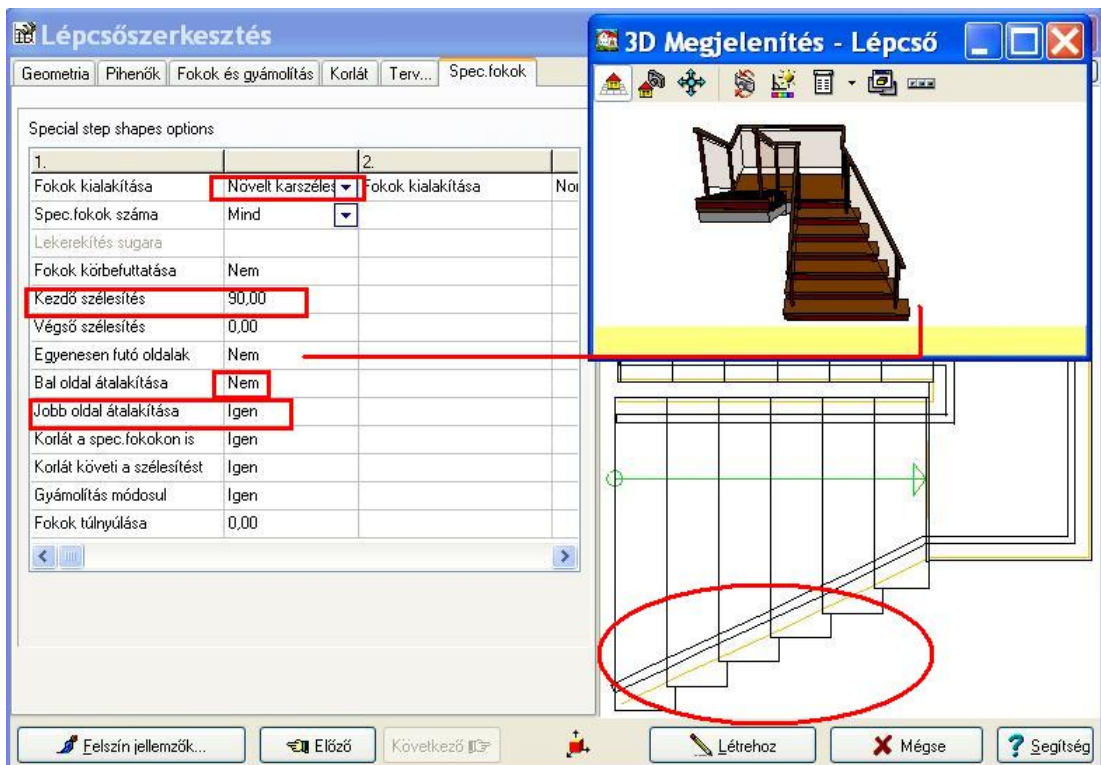 Lépcsőszerkesztés
3D Megjelenítés - Lépcső
Geometria Pihenők Fokok és gyámolítás Korlát Terv... Spec.fokok
Special step shapes options
1. 2.
Fokok kialakítása Növelt karszéles Fokok kialakítása
Spec.fokok száma Mind
Lekerekítés sugara
Fokok körbefuttatása Nem
Kezdő szélesítés 90,00
Végső szélesítés 0,00
Egyenesen futó oldalak Nem
Bal oldal átalakítása Nem
Jobb oldal átalakítása Igen
Korlát a spec.fokokon is Igen
Korlát követi a szélesítést Igen
Gyámolítás módosul Igen
Fokok túlnyúlása 0,00
Felszín jellemzők... Előző Következő Létrehoz Mégse Segítség